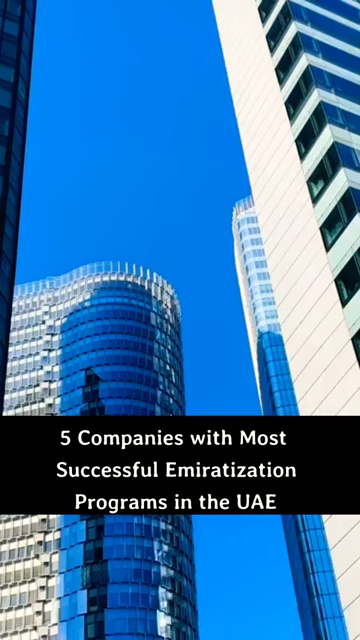 5 Companies with Most
Successful Emiratization
Programs in the UAE